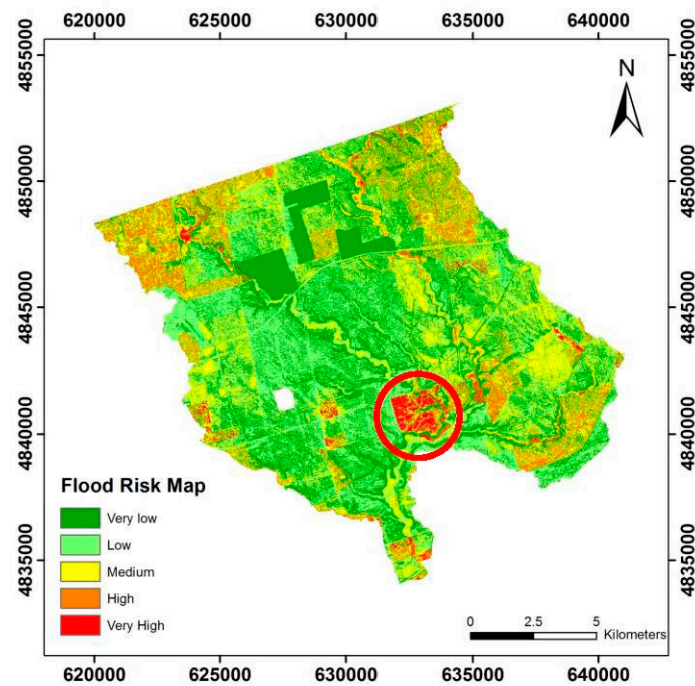 620000 625000 630000 635000 640000
4855000 4855000
N
4850000 4850000
4845000 4845000
4840000 4840000
Flood Risk Map
Very low
Low
Medium
High
Very High
4835000 4835000
0 2.5 5
Kilometers
620000 625000 630000 635000 640000